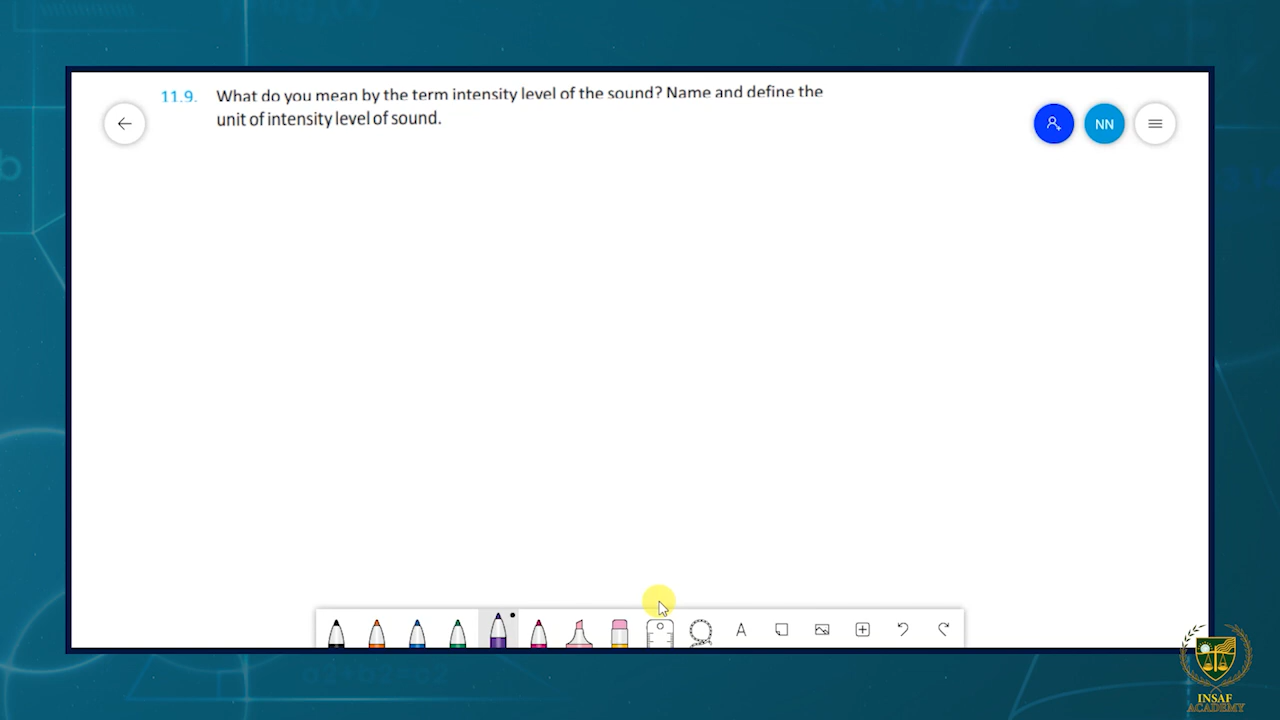 11.9. What do you mean by the term intensity level of the sound? Name and define the
unit of intensity level of sound.
NN
A
INSAF
ACADEMY